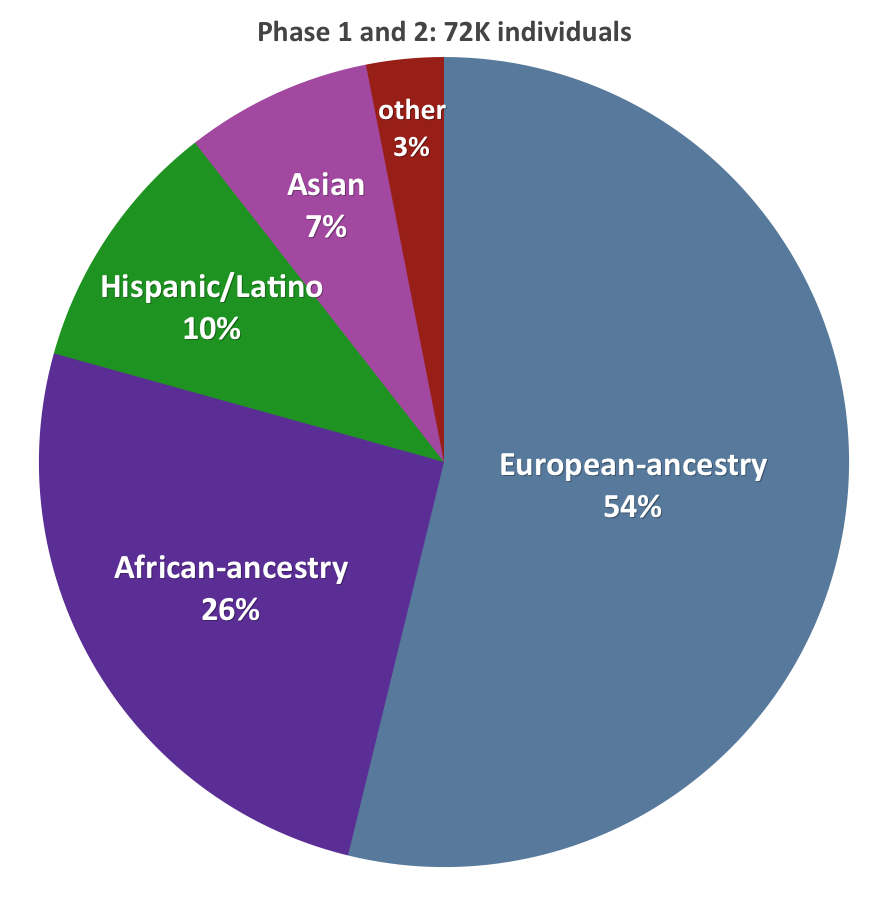 Phase 1 and 2: 72K individuals
other
3%
Asian
7%
Hispanic/Latino
10%
European-ancestry
54%
African-ancestry
26%